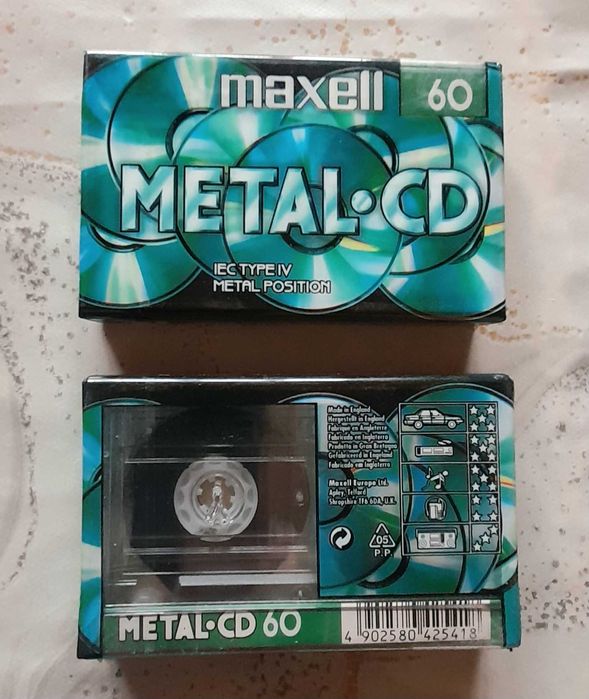 maxell 60
METAL•CD
IEC TYPE IV
METAL POSITION
Made in England
Hergestellt in England
Fabriqué en Angleterre
Fabricado en Inglaterra
Prodotto in Gran Bretagna
Gefabriceerd in Engeland
Fabricado em Inglaterra
Maxell Europe Ltd.
Apley, Telford
Shropshire TF6 6DA, U.K.
05
P.P.
METAL•CD 60
4 902580 425418